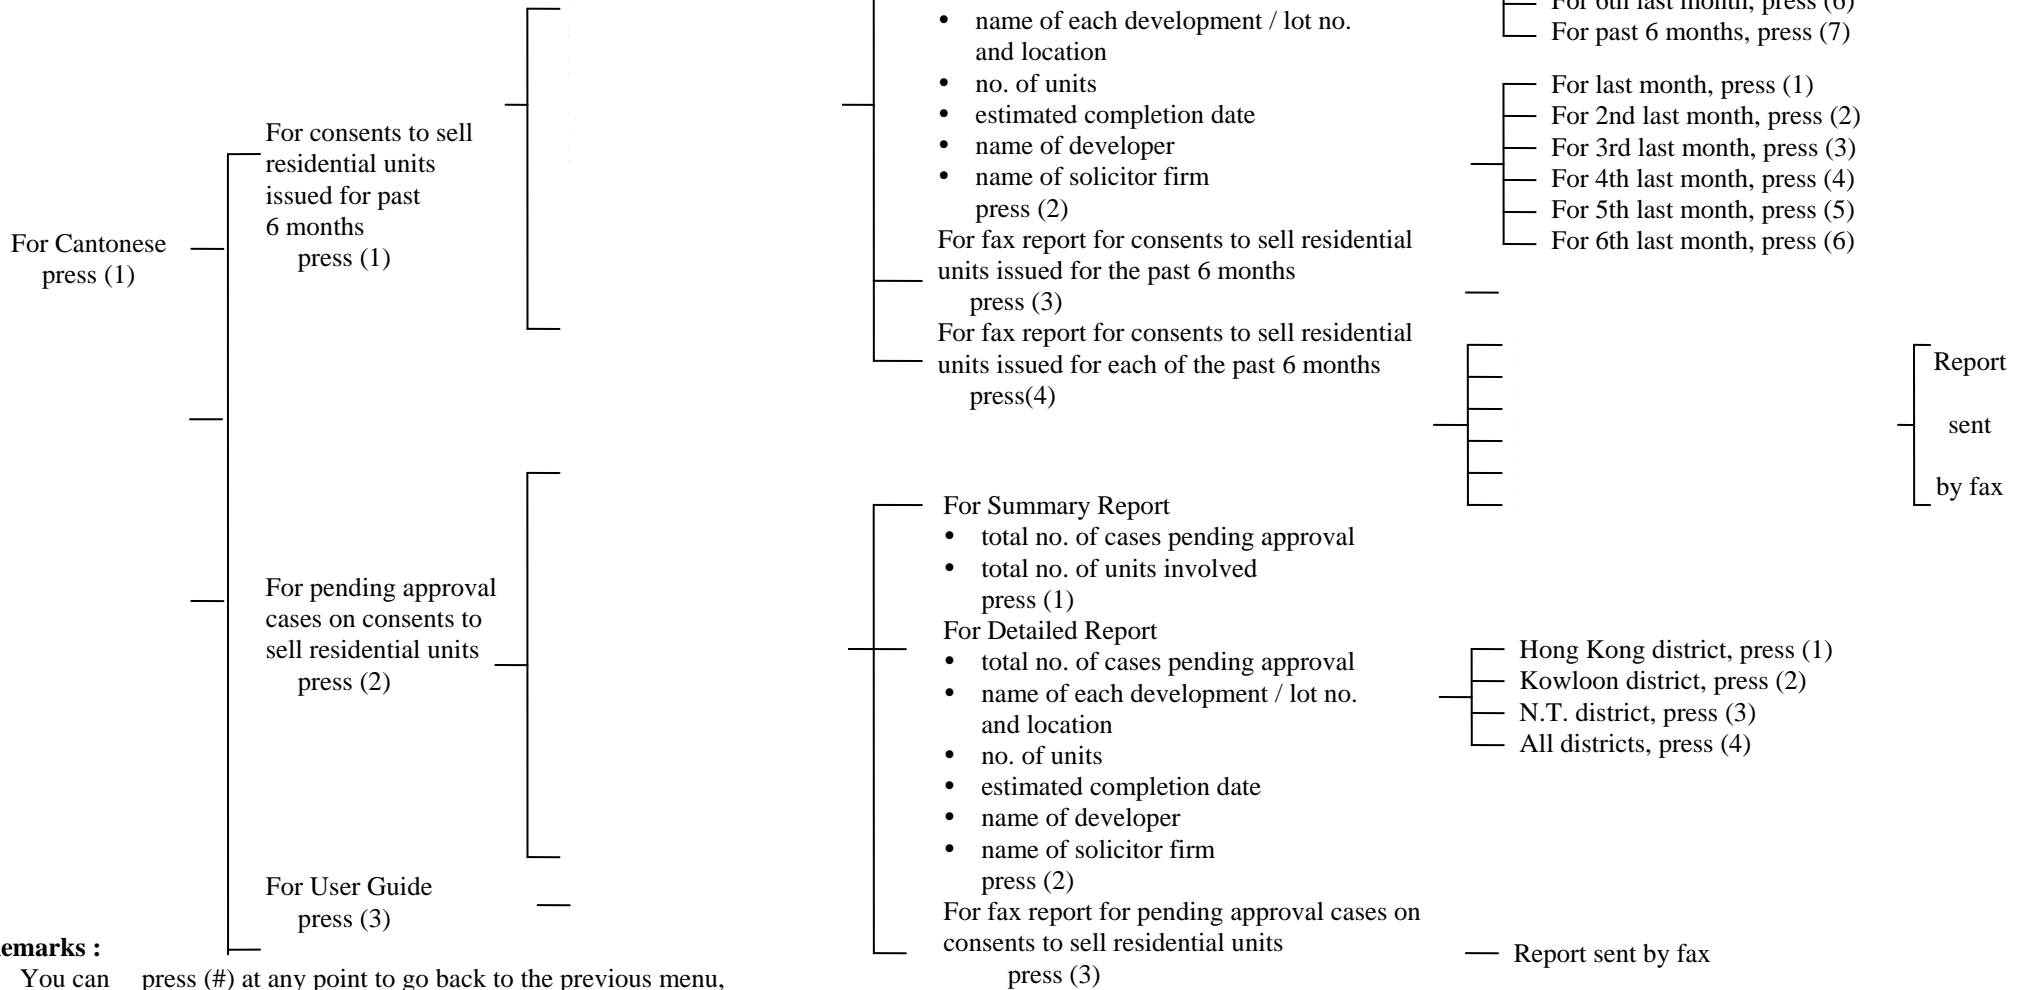 For Cantonese
press (1)
For consents to sell
residential units
issued for past
6 months
press (1)
For pending approval
cases on consents to
sell residential units
press (2)
For User Guide
press (3)
• name of each development / lot no.
and location
• no. of units
• estimated completion date
• name of developer
• name of solicitor firm
press (2)
For fax report for consents to sell residential
units issued for the past 6 months
press (3)
For fax report for consents to sell residential
units issued for each of the past 6 months
press(4)
For Summary Report
• total no. of cases pending approval
• total no. of units involved
press (1)
For Detailed Report
• total no. of cases pending approval
• name of each development / lot no.
and location
• no. of units
• estimated completion date
• name of developer
• name of solicitor firm
press (2)
For fax report for pending approval cases on
consents to sell residential units
press (3)
For 6th last month, press (6)
For past 6 months, press (7)
For last month, press (1)
For 2nd last month, press (2)
For 3rd last month, press (3)
For 4th last month, press (4)
For 5th last month, press (5)
For 6th last month, press (6)
Report
sent
by fax
Hong Kong district, press (1)
Kowloon district, press (2)
N.T. district, press (3)
All districts, press (4)
Report sent by fax
emarks :
You can press (#) at any point to go back to the previous menu,